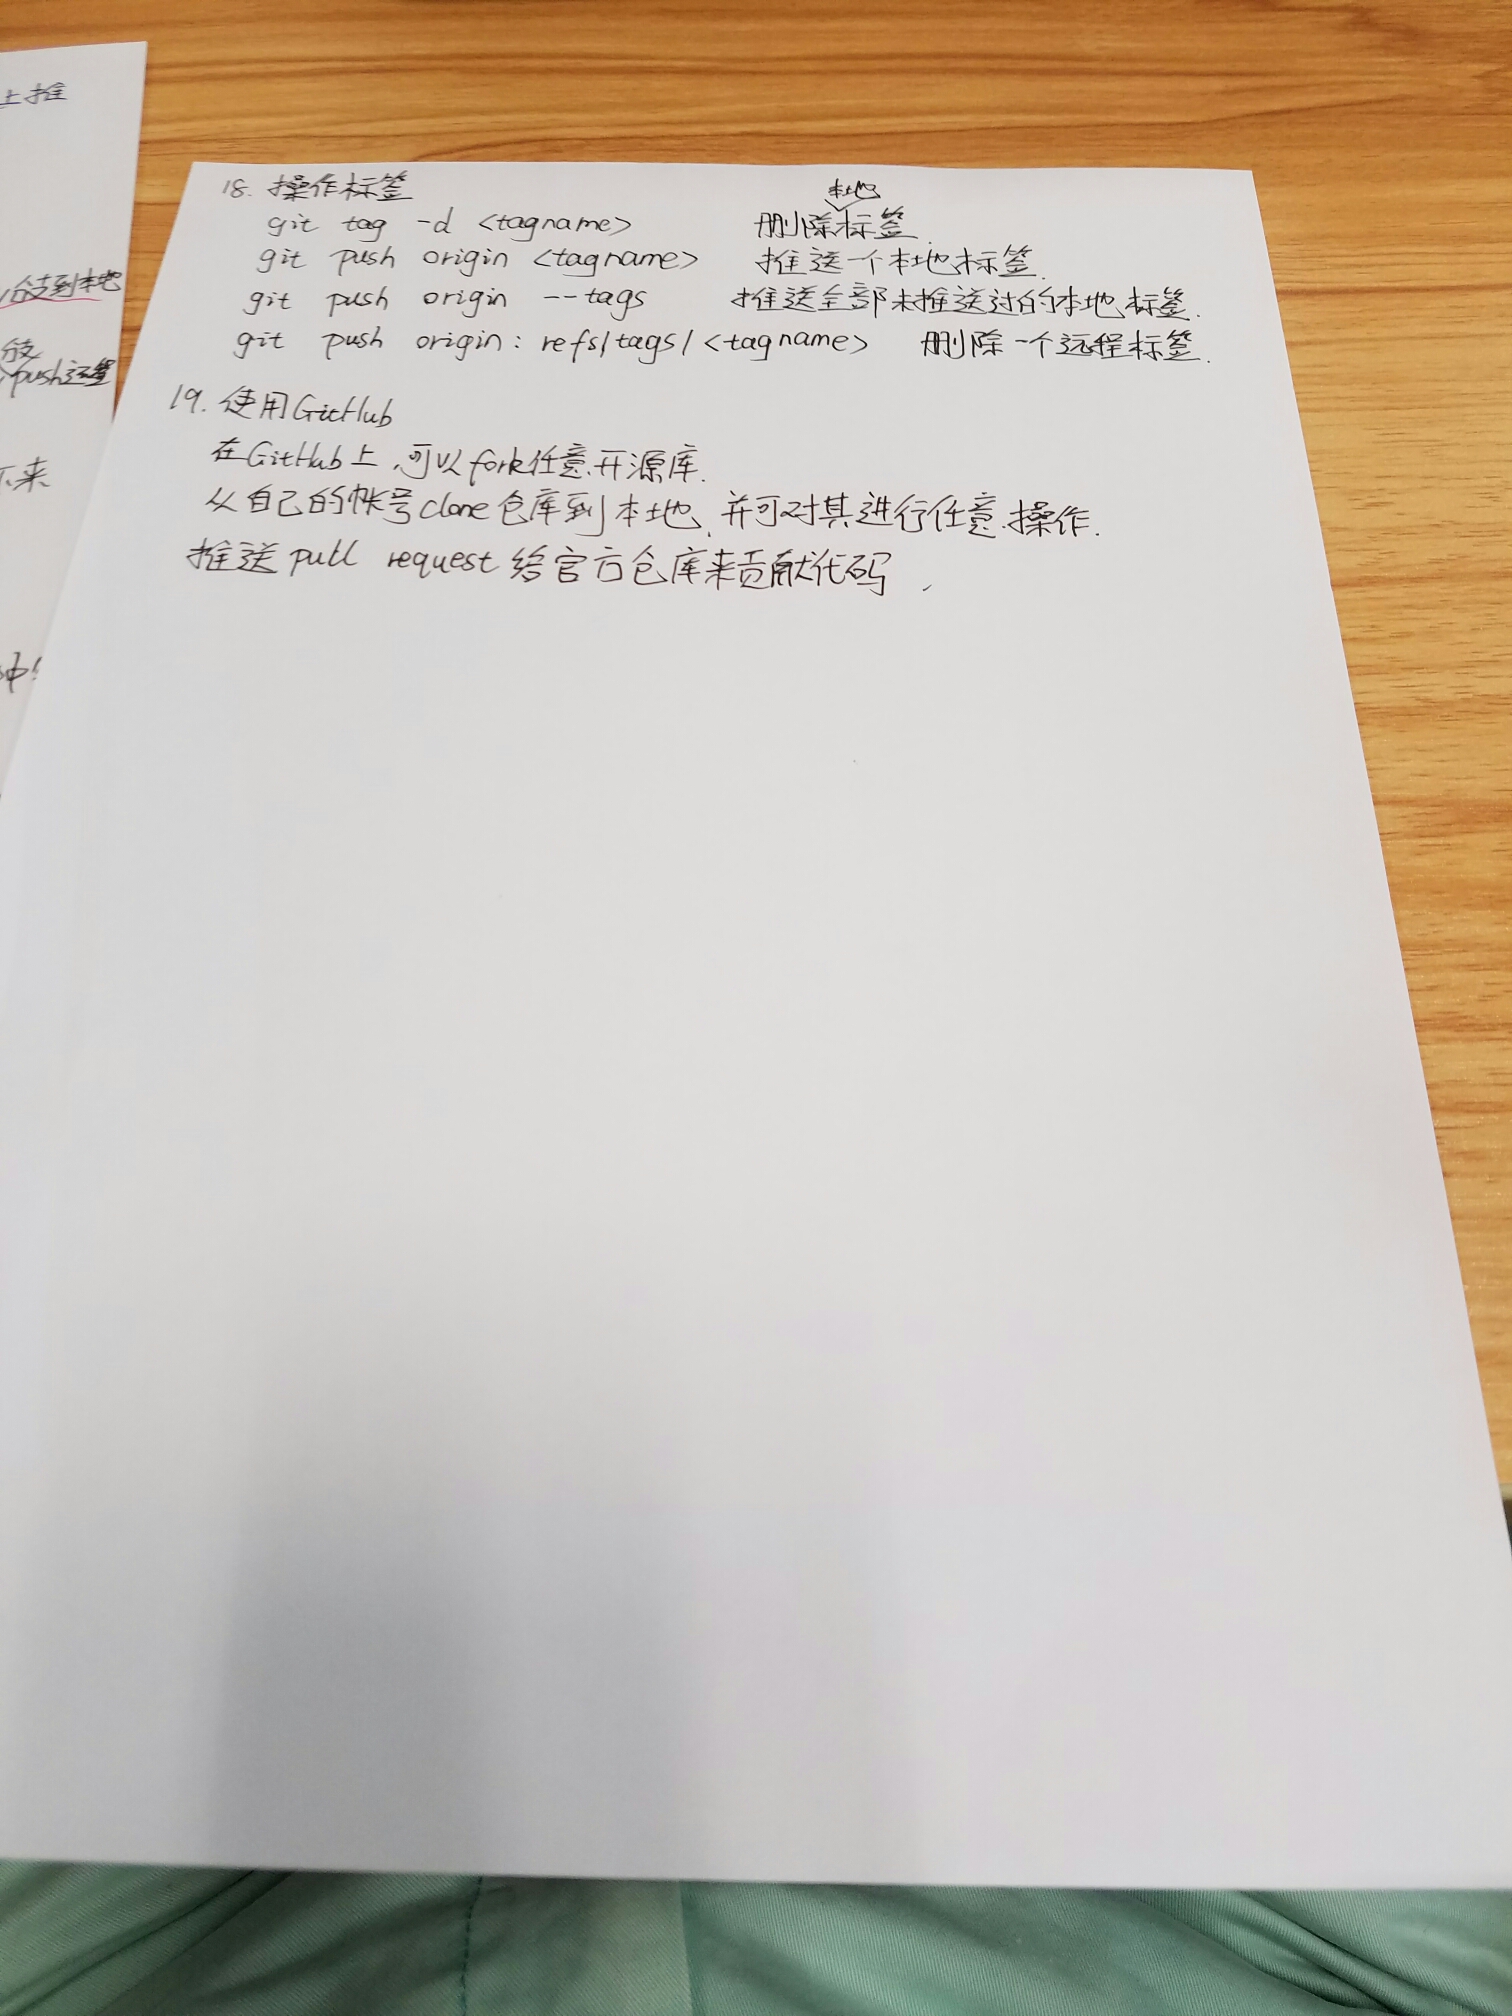 上推
分支到本地
push远程
下来
18. 操作标签
git tag -d <tagname> 删除本地标签.
git push origin <tagname> 推送一个本地标签.
git push origin --tags 推送全部未推送过的本地标签.
git push origin: refs/tags/<tagname> 删除一个远程标签.
19. 使用GitHub
在GitHub上,可以fork任意开源库.
从自己的帐号clone仓库到本地,并可对其进行任意操作.
推送pull request给官方仓库来贡献代码.